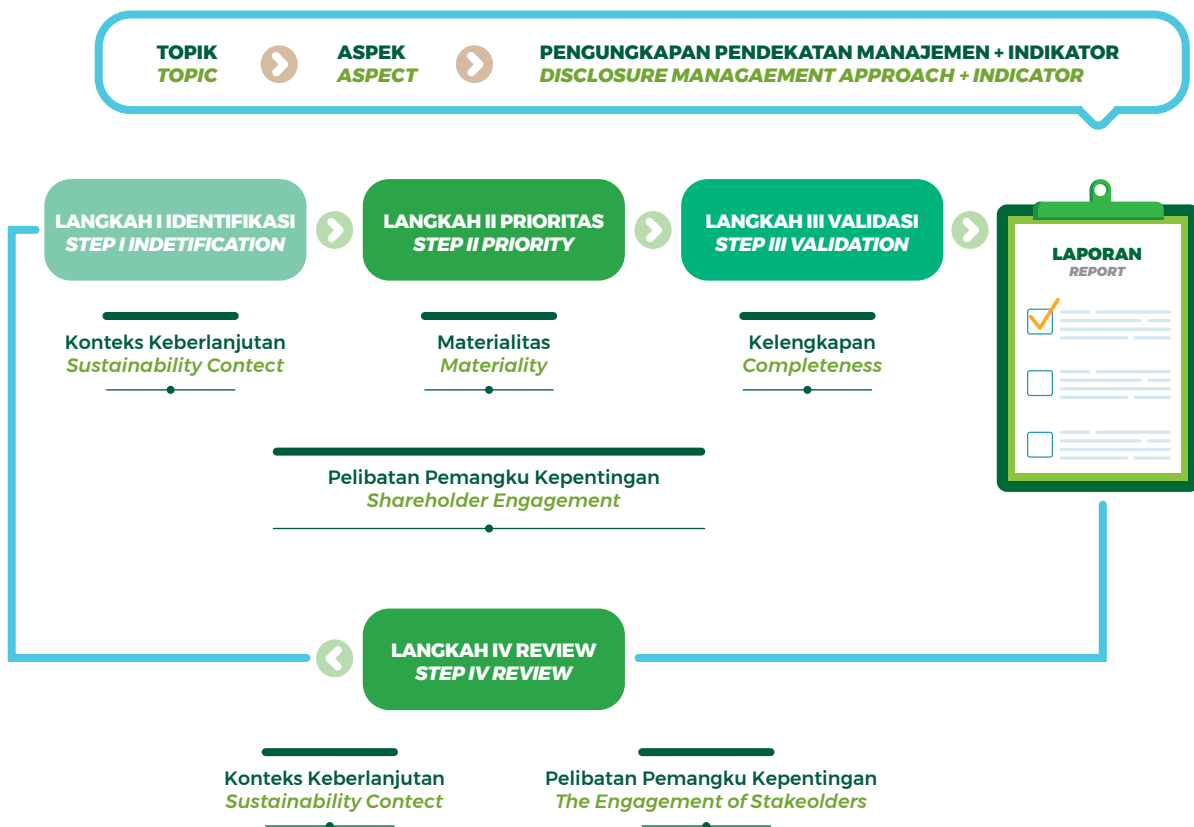 TOPIK
TOPIC
ASPEK
ASPECT
PENGUNGKAPAN PENDEKATAN MANAJEMEN + INDIKATOR
DISCLOSURE MANAGAEMENT APPROACH + INDICATOR
LANGKAH I IDENTIFIKASI
STEP I INDETIFICATION
LANGKAH II PRIORITAS
STEP II PRIORITY
LANGKAH III VALIDASI
STEP III VALIDATION
LAPORAN
REPORT
Konteks Keberlanjutan
Sustainability Contect
Materialitas
Materiality
Kelengkapan
Completeness
Pelibatan Pemangku Kepentingan
Shareholder Engagement
LANGKAH IV REVIEW
STEP IV REVIEW
Konteks Keberlanjutan
Sustainability Contect
Pelibatan Pemangku Kepentingan
The Engagement of Stakeolders